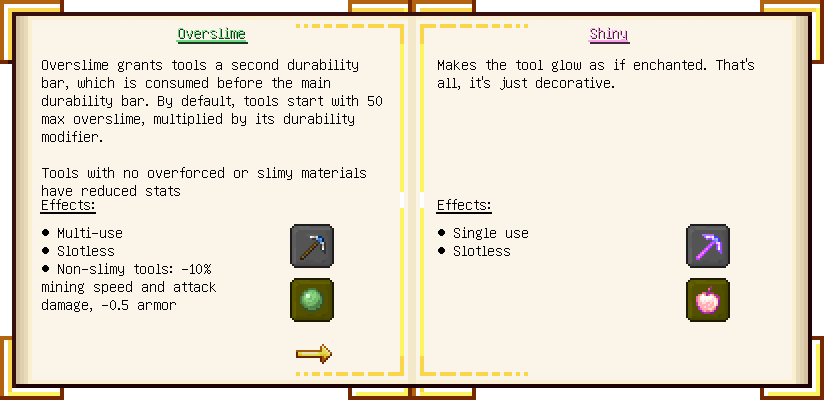 Overslime
Overslime grants tools a second durability
bar, which is consumed before the main
durability bar. By default, tools start with 50
max overslime, multiplied by its durability
modifier.
Tools with no overforced or slimy materials
have reduced stats
Effects:
● Multi-use
● Slotless
● Non-slimy tools: -10%
mining speed and attack
damage, -0.5 armor
Shiny
Makes the tool glow as if enchanted. That's
all, it's just decorative.
Effects:
● Single use
● Slotless